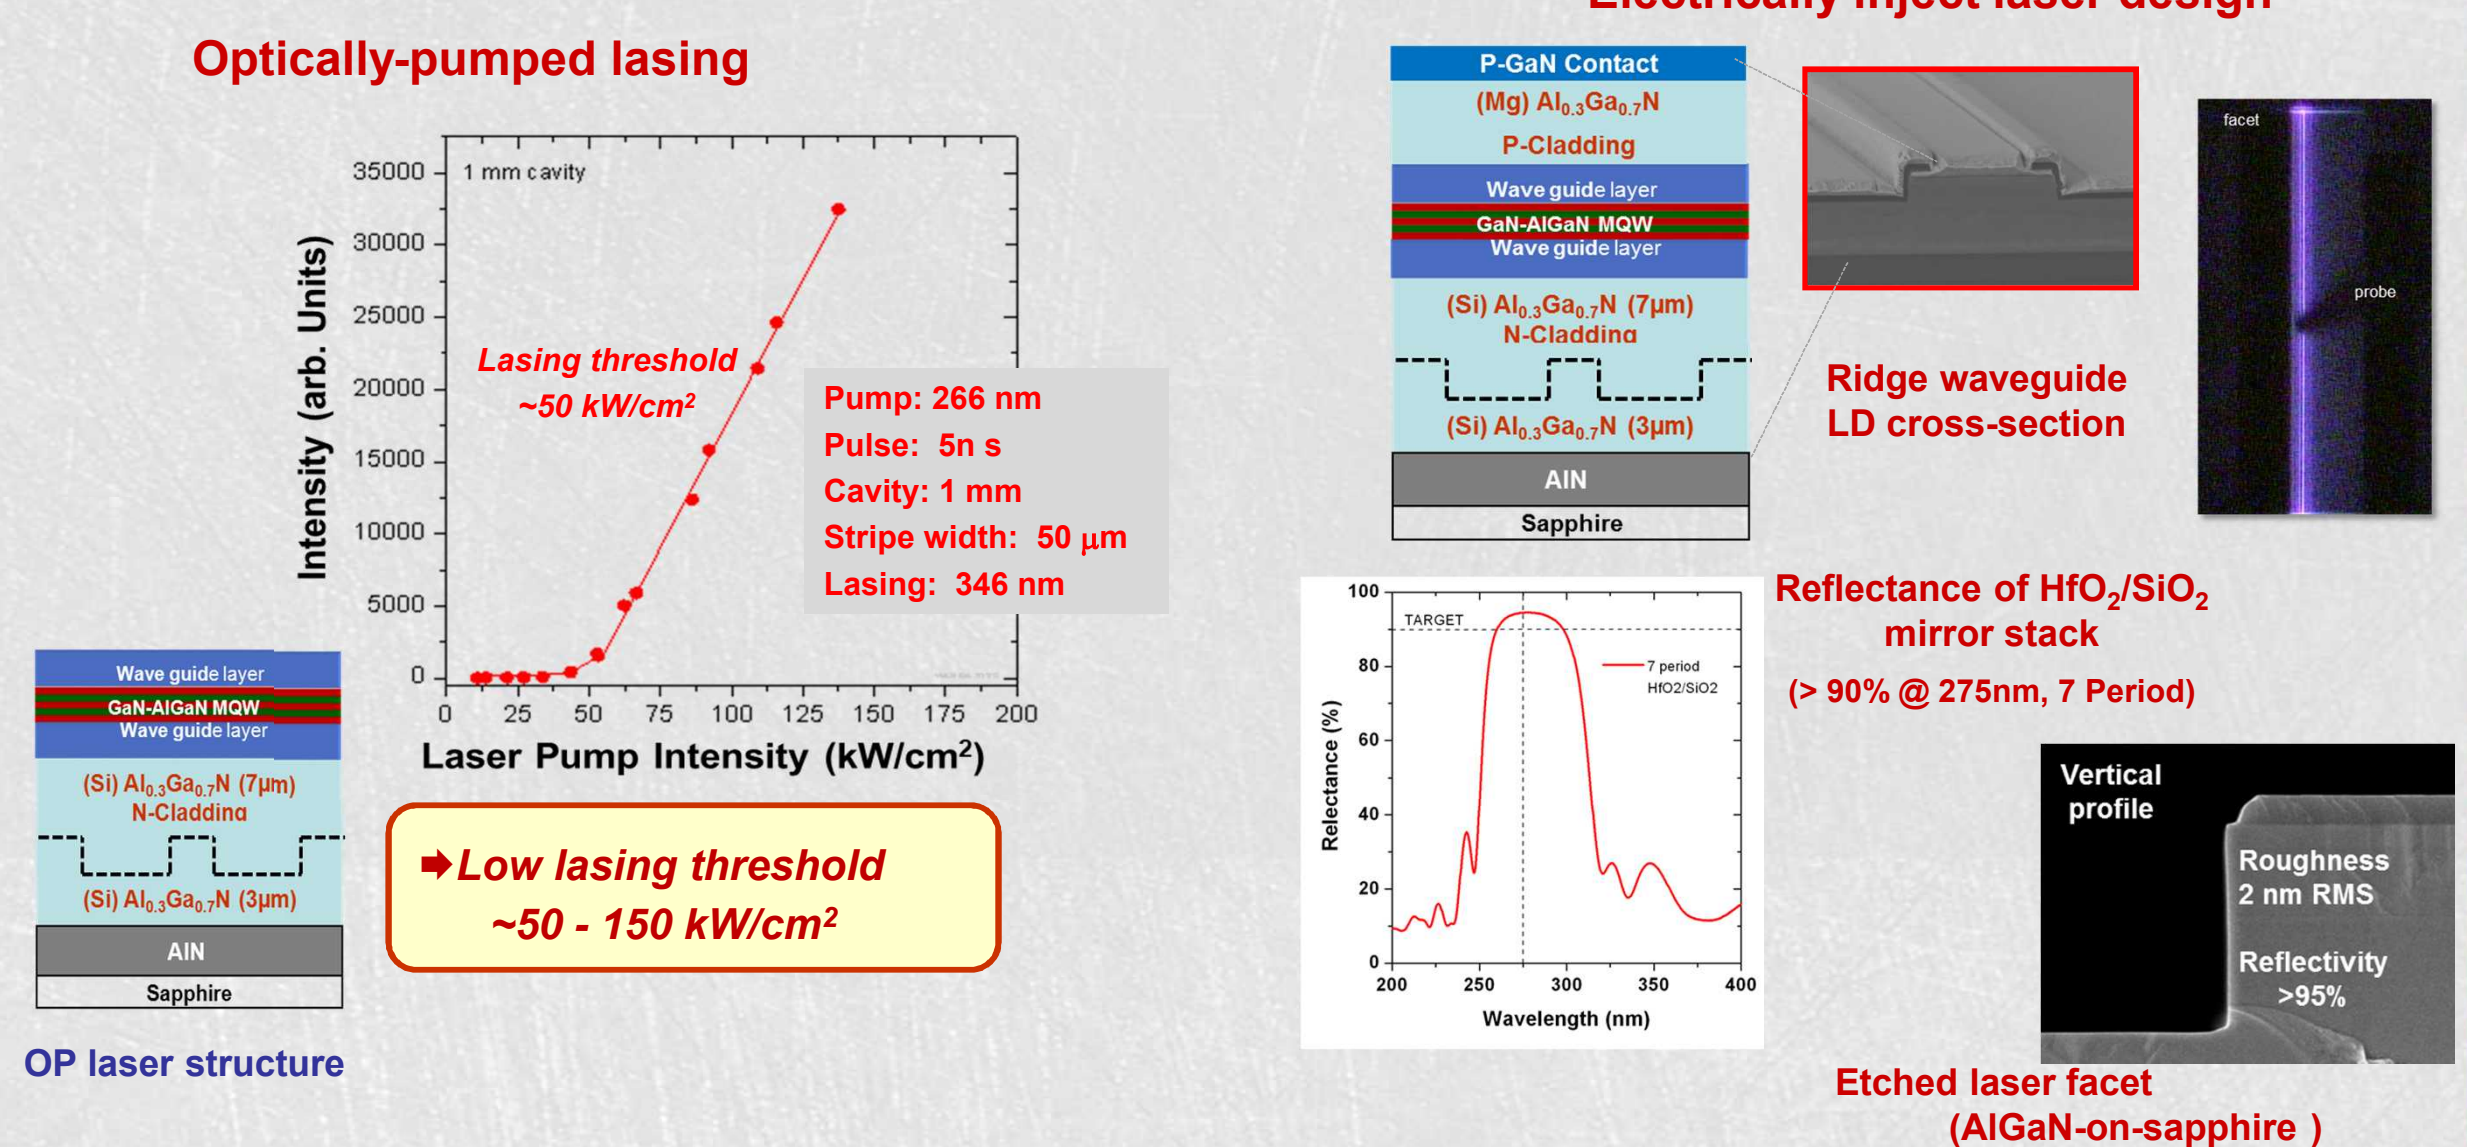 Electrically inject laser design
Optically-pumped lasing
35000
30000
25000
20000
15000
10000
5000
0
Intensity (arb. Units)
1 mm cavity
Lasing threshold
~50 kW/cm²
Pump: 266 nm
Pulse: 5n s
Cavity: 1 mm
Stripe width: 50 μm
Lasing: 346 nm
0 25 50 75 100 125 150 175 200
Laser Pump Intensity (kW/cm²)
Wave guide layer
GaN-AlGaN MQW
Wave guide layer
(Si) Al₀.₃Ga₀.₇N (7µm)
N-Cladding
(Si) Al₀.₃Ga₀.₇N (3µm)
AlN
Sapphire
OP laser structure
➡Low lasing threshold
~50 - 150 kW/cm²
P-GaN Contact
(Mg) Al₀.₃Ga₀.₇N
P-Cladding
Wave guide layer
GaN-AlGaN MQW
Wave guide layer
(Si) Al₀.₃Ga₀.₇N (7µm)
N-Cladding
(Si) Al₀.₃Ga₀.₇N (3µm)
AlN
Sapphire
Ridge waveguide
LD cross-section
facet
probe
100
80
60
40
20
0
Relectance (%)
TARGET
7 period
HfO2/SiO2
200 250 300 350 400
Wavelength (nm)
Reflectance of HfO₂/SiO₂
mirror stack
(> 90% @ 275nm, 7 Period)
Vertical
profile
Roughness
2 nm RMS
Reflectivity
>95%
Etched laser facet
(AlGaN-on-sapphire )